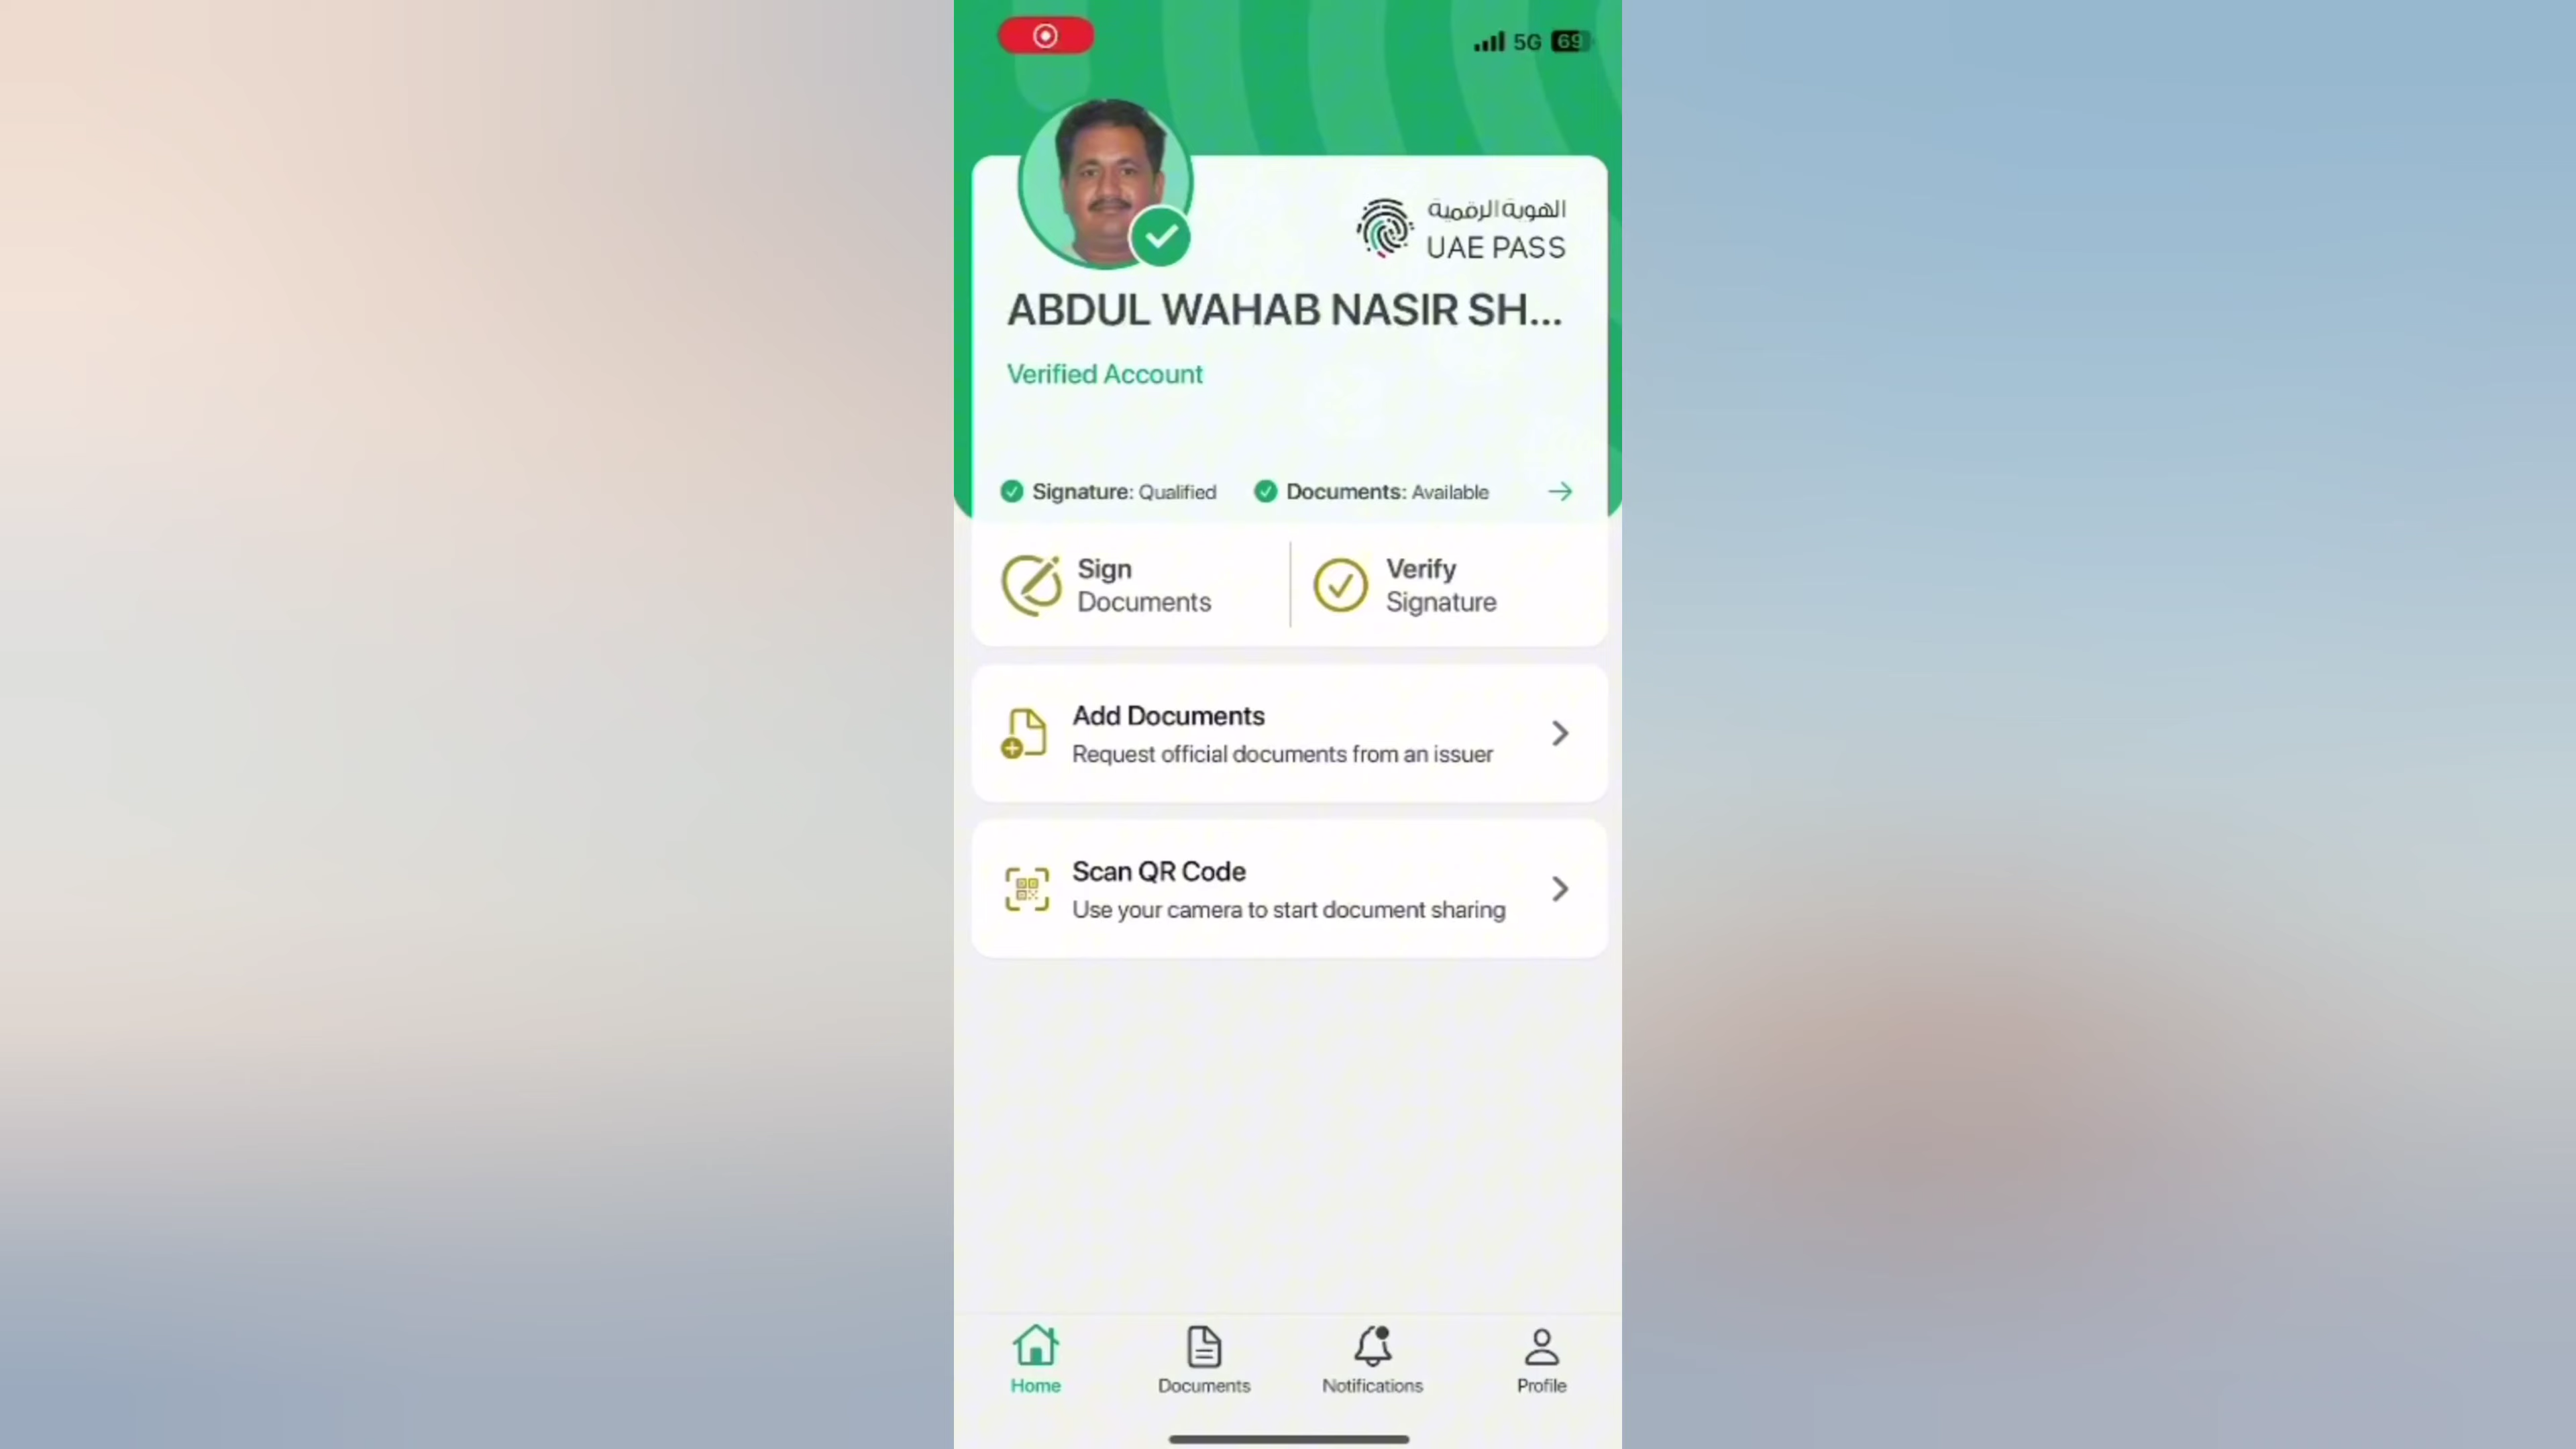 5G 69
الهوية الرقمية
UAE PASS
ABDUL WAHAB NASIR SH...
Verified Account
Signature: Qualified
Documents: Available
Sign
Documents
Verify
Signature
Add Documents
Request official documents from an issuer
Scan QR Code
Use your camera to start document sharing
Home
Documents
Notifications
Profile